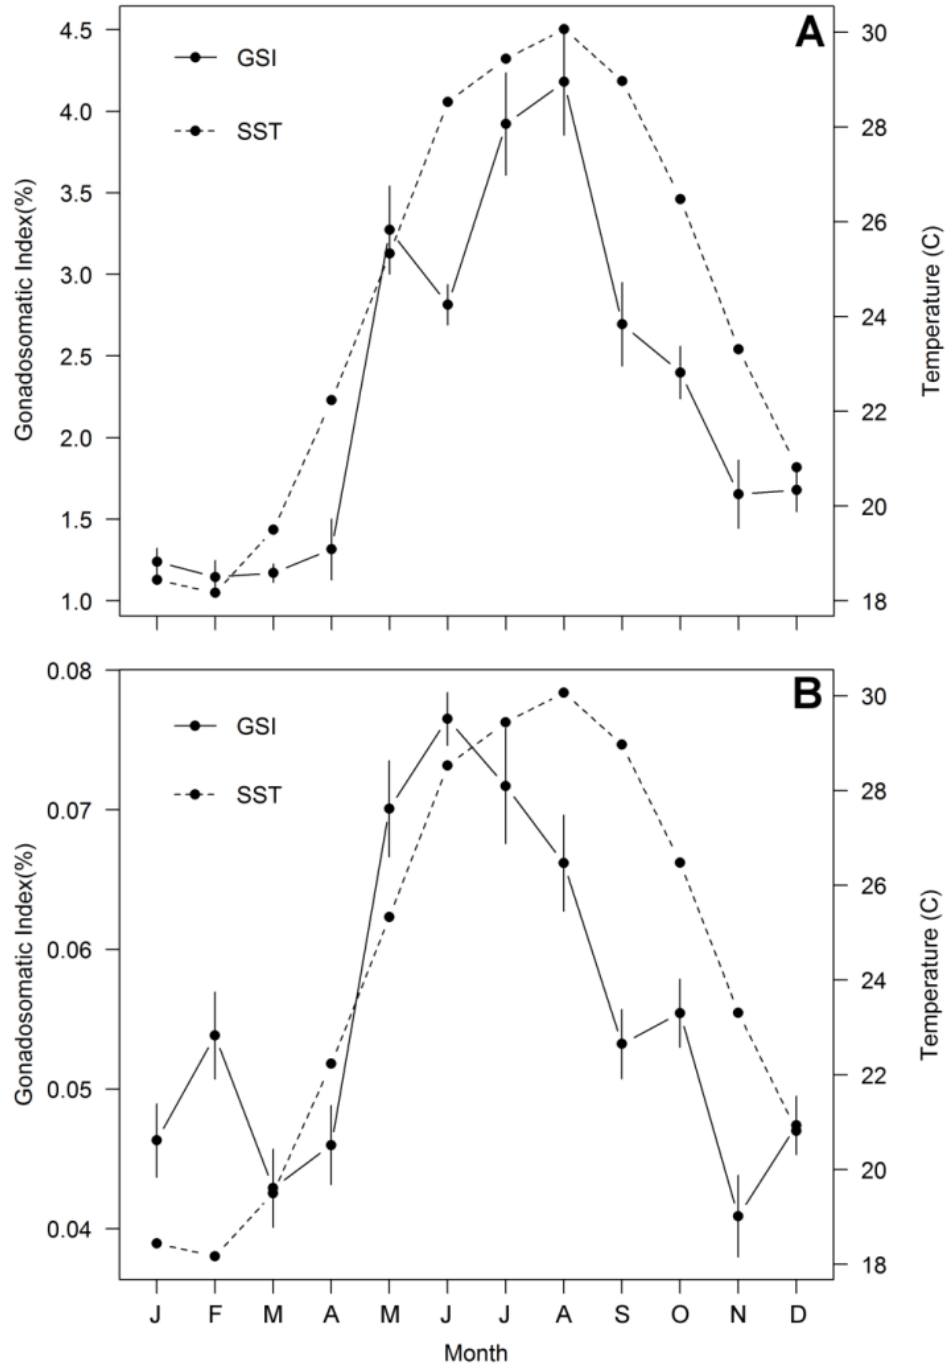 A
GSI
SST
4.5
4.0
3.5
3.0
2.5
2.0
1.5
1.0
Gonadosomatic Index(%)
30
28
26
24
22
20
18
Temperature (C)
B
GSI
SST
0.08
0.07
0.06
0.05
0.04
Gonadosomatic Index(%)
30
28
26
24
22
20
18
Temperature (C)
J F M A M J J A S O N D
Month